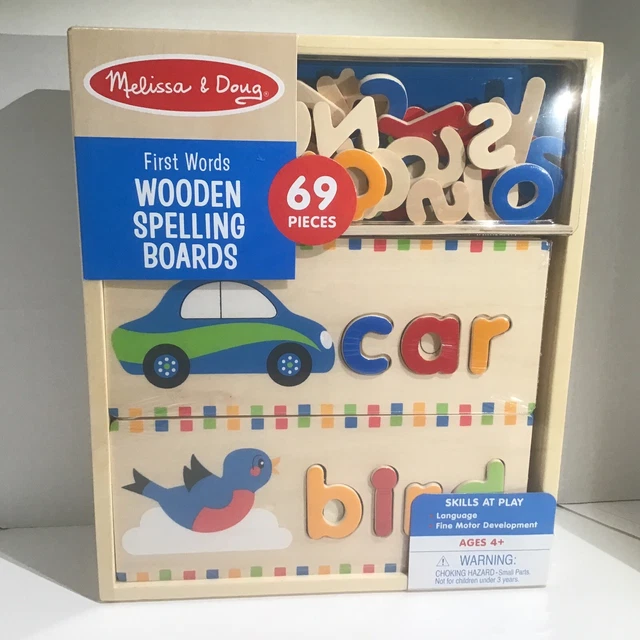 Melissa & Doug®
First Words
WOODEN
SPELLING
BOARDS
69
PIECES
car
bird
SKILLS AT PLAY
Language
Fine Motor Development
AGES 4+
WARNING:
CHOKING HAZARD-Small Parts.
Not for children under 3 years.